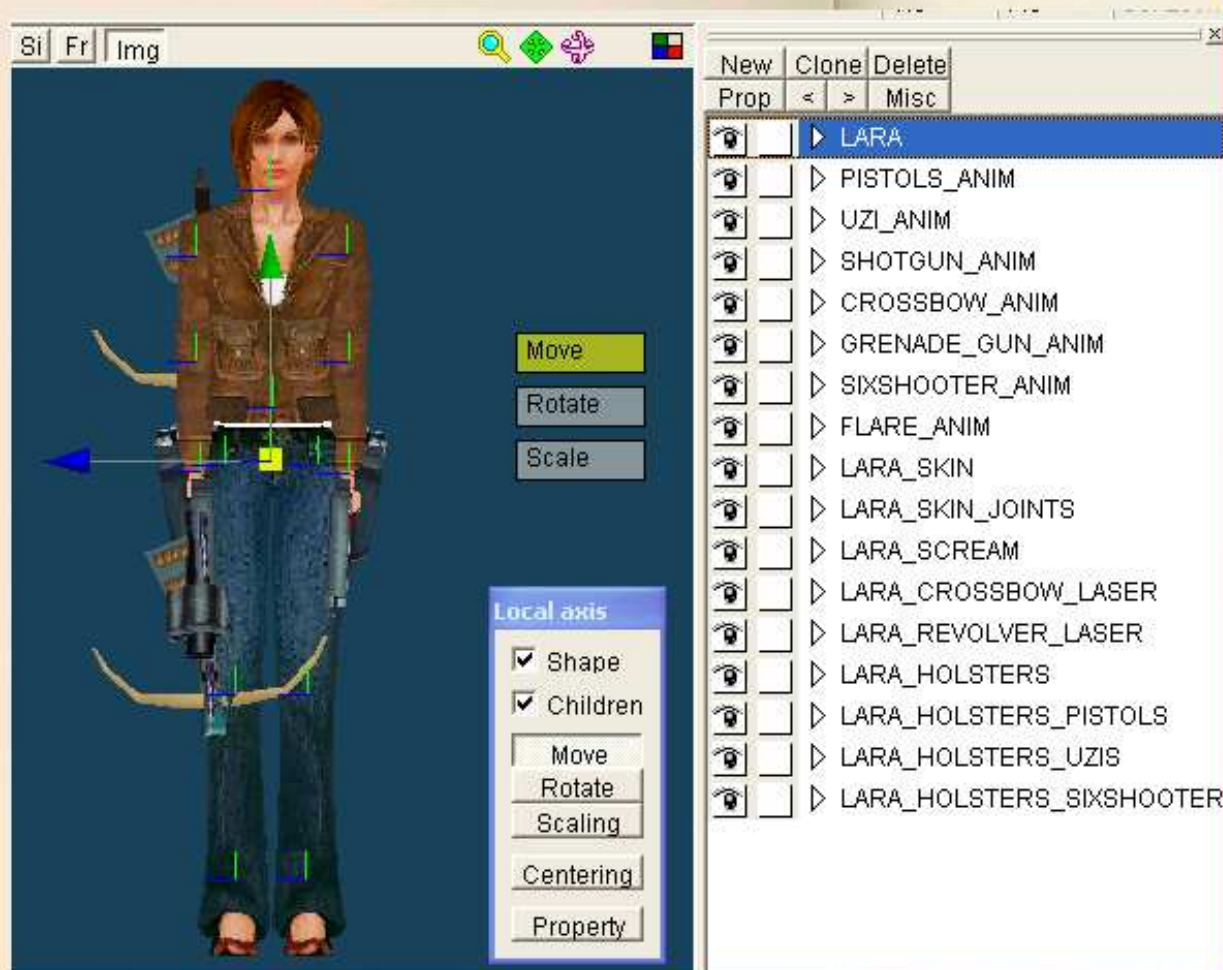 Si Fr Img
Move
Rotate
Scale
Local axis
Shape
Children
Move
Rotate
Scaling
Centering
Property
New Clone Delete
Prop < > Misc
LARA
PISTOLS_ANIM
UZI_ANIM
SHOTGUN_ANIM
CROSSBOW_ANIM
GRENADE_GUN_ANIM
SIXSHOOTER_ANIM
FLARE_ANIM
LARA_SKIN
LARA_SKIN_JOINTS
LARA_SCREAM
LARA_CROSSBOW_LASER
LARA_REVOLVER_LASER
LARA_HOLSTERS
LARA_HOLSTERS_PISTOLS
LARA_HOLSTERS_UZIS
LARA_HOLSTERS_SIXSHOOTER